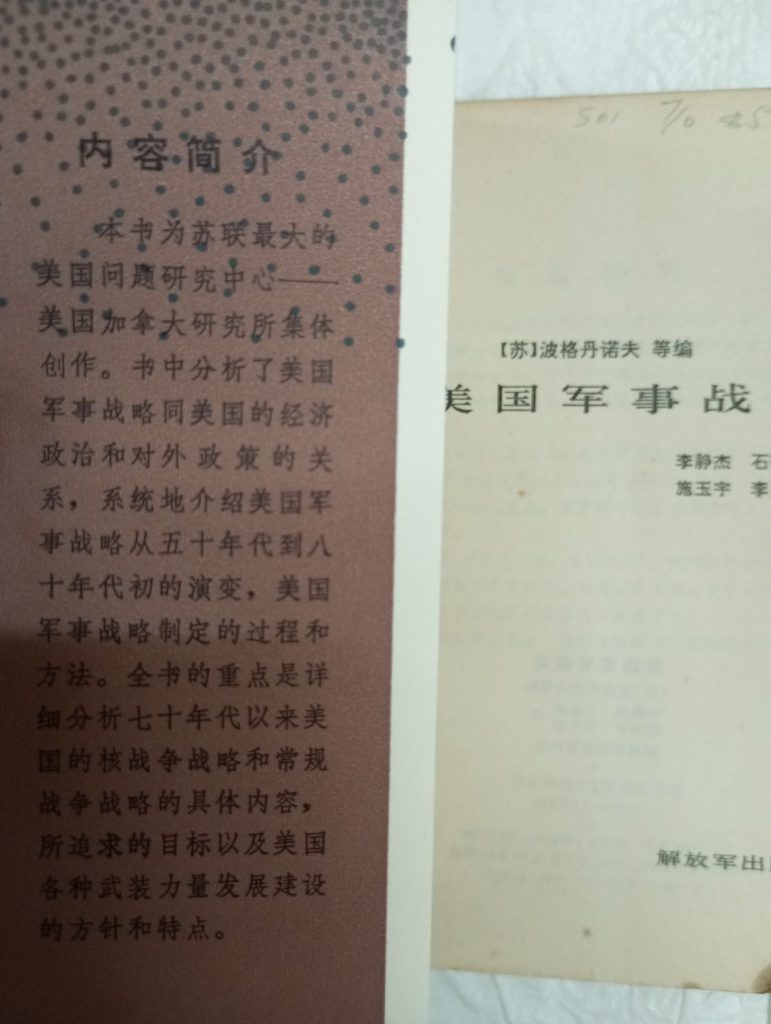 内容简介
本书为苏联最大的
美国问题研究中心——
美国加拿大研究所集体
创作。书中分析了美国
军事战略同美国的经济
政治和对外政策的关
系，系统地介绍美国军
事战略从五十年代到八
十年代初的演变，美国
军事战略制定的过程和
方法。全书的重点是详
细分析七十年代以来美
国的核战争战略和常规
战争战略的具体内容，
所追求的目标以及美国
各种武装力量发展建设
的方针和特点。
501 7/0 85
【苏】波格丹诺夫 等编
美国军事战
李静杰 石
施玉宇 李
解放军出